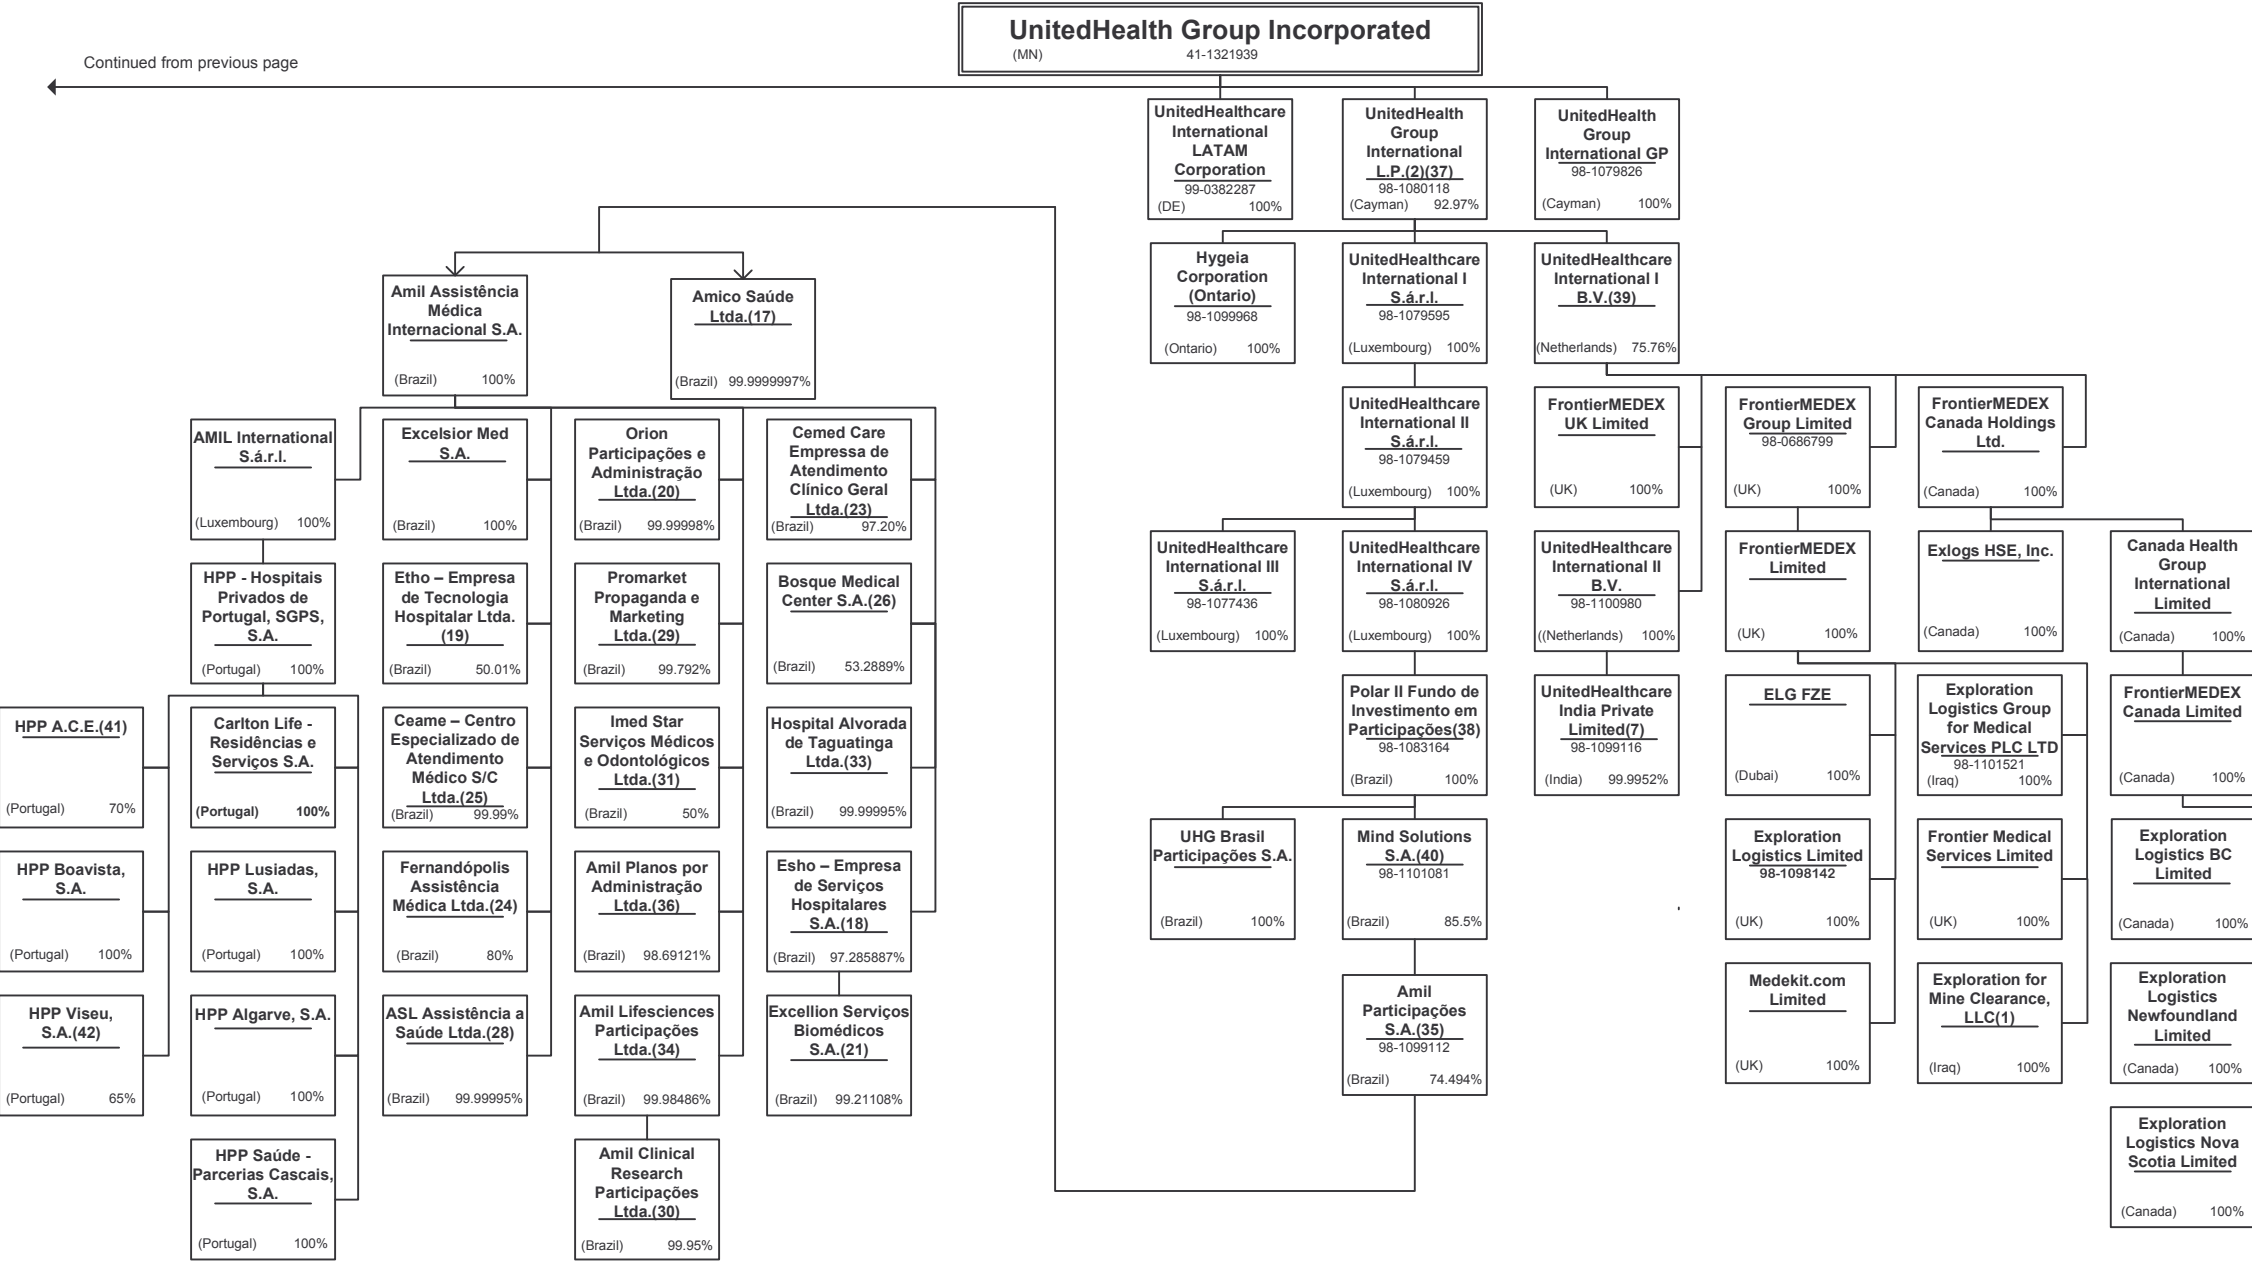 UnitedHealth Group Incorporated
(MN) 41-1321939
Continued from previous page
UnitedHealthcare
International
LATAM
Corporation
99-0382287
(DE) 100%
UnitedHealth
Group
International
L.P.(2)(37)
98-1080118
(Cayman) 92.97%
UnitedHealth
Group
International GP
98-1079826
(Cayman) 100%
Hygeia
Corporation
(Ontario)
98-1099968
(Ontario) 100%
UnitedHealthcare
International I
S.á.r.l.
98-1079595
(Luxembourg) 100%
UnitedHealthcare
International I
B.V.(39)
(Netherlands) 75.76%
Amil Assistência
Médica
Internacional S.A.
(Brazil) 100%
Amico Saúde
Ltda.(17)
(Brazil) 99.9999997%
UnitedHealthcare
International II
S.á.r.l.
98-1079459
(Luxembourg) 100%
FrontierMEDEX
UK Limited
(UK) 100%
FrontierMEDEX
Group Limited
98-0686799
(UK) 100%
FrontierMEDEX
Canada Holdings
Ltd.
(Canada) 100%
AMIL International
S.á.r.l.
(Luxembourg) 100%
Excelsior Med
S.A.
(Brazil) 100%
Orion
Participações e
Administração
Ltda.(20)
(Brazil) 99.99998%
Cemed Care
Empressa de
Atendimento
Clínico Geral
Ltda.(23)
(Brazil) 97.20%
UnitedHealthcare
International III
S.á.r.l.
98-1077436
(Luxembourg) 100%
UnitedHealthcare
International IV
S.á.r.l.
98-1080926
(Luxembourg) 100%
UnitedHealthcare
International II
B.V.
98-1100980
((Netherlands) 100%
FrontierMEDEX
Limited
(UK) 100%
Exlogs HSE, Inc.
(Canada) 100%
Canada Health
Group
International
Limited
(Canada) 100%
HPP - Hospitais
Privados de
Portugal, SGPS,
S.A.
(Portugal) 100%
Etho – Empresa
de Tecnologia
Hospitalar Ltda.
(19)
(Brazil) 50.01%
Promarket
Propaganda e
Marketing
Ltda.(29)
(Brazil) 99.792%
Bosque Medical
Center S.A.(26)
(Brazil) 53.2889%
Polar II Fundo de
Investimento em
Participações(38)
98-1083164
(Brazil) 100%
UnitedHealthcare
India Private
Limited(7)
98-1099116
(India) 99.9952%
ELG FZE
(Dubai) 100%
Exploration
Logistics Group
for Medical
Services PLC LTD
98-1101521
(Iraq) 100%
FrontierMEDEX
Canada Limited
(Canada) 100%
HPP A.C.E.(41)
(Portugal) 70%
Carlton Life -
Residências e
Serviços S.A.
(Portugal) 100%
Ceame – Centro
Especializado de
Atendimento
Médico S/C
Ltda.(25)
(Brazil) 99.99%
Imed Star
Serviços Médicos
e Odontológicos
Ltda.(31)
(Brazil) 50%
Hospital Alvorada
de Taguatinga
Ltda.(33)
(Brazil) 99.99995%
UHG Brasil
Participações S.A.
(Brazil) 100%
Mind Solutions
S.A.(40)
98-1101081
(Brazil) 85.5%
Exploration
Logistics Limited
98-1098142
(UK) 100%
Frontier Medical
Services Limited
(UK) 100%
Exploration
Logistics BC
Limited
(Canada) 100%
HPP Boavista,
S.A.
(Portugal) 100%
HPP Lusiadas,
S.A.
(Portugal) 100%
Fernandópolis
Assistência
Médica Ltda.(24)
(Brazil) 80%
Amil Planos por
Administração
Ltda.(36)
(Brazil) 98.69121%
Esho – Empresa
de Serviços
Hospitalares
S.A.(18)
(Brazil) 97.285887%
Amil
Participações
S.A.(35)
98-1099112
(Brazil) 74.494%
Medekit.com
Limited
(UK) 100%
Exploration for
Mine Clearance,
LLC(1)
(Iraq) 100%
Exploration
Logistics
Newfoundland
Limited
(Canada) 100%
HPP Viseu,
S.A.(42)
(Portugal) 65%
HPP Algarve, S.A.
(Portugal) 100%
ASL Assistência a
Saúde Ltda.(28)
(Brazil) 99.99995%
Amil Lifesciences
Participações
Ltda.(34)
(Brazil) 99.98486%
Excellion Serviços
Biomédicos
S.A.(21)
(Brazil) 99.21108%
HPP Saúde -
Parcerias Cascais,
S.A.
(Portugal) 100%
Amil Clinical
Research
Participações
Ltda.(30)
(Brazil) 99.95%
Exploration
Logistics Nova
Scotia Limited
(Canada) 100%